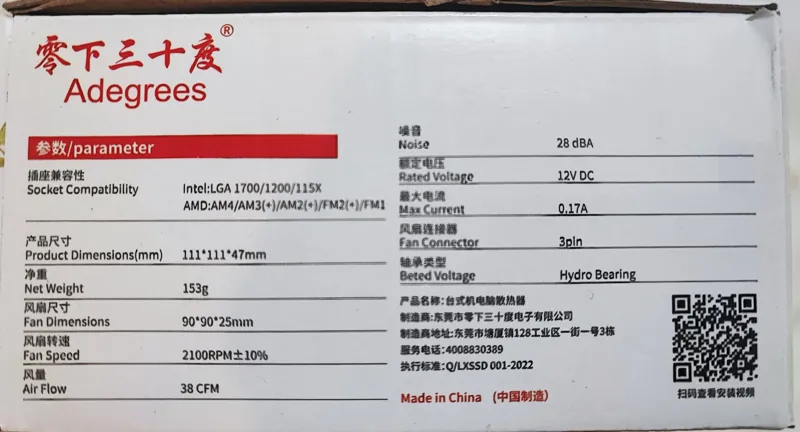 零下三十度®
Adegrees
参数/parameter
插座兼容性
Socket Compatibility
Intel:LGA 1700/1200/115X
AMD:AM4/AM3(+)/AM2(+)/FM2(+)/FM1
产品尺寸
Product Dimensions(mm) 111*111*47mm
净重
Net Weight 153g
风扇尺寸
Fan Dimensions 90*90*25mm
风扇转速
Fan Speed 2100RPM±10%
风量
Air Flow 38 CFM
噪音
Noise 28 dBA
额定电压
Rated Voltage 12V DC
最大电流
Max Current 0.17A
风扇连接器
Fan Connector 3pin
轴承类型
Beted Voltage Hydro Bearing
产品名称:台式机电脑散热器
制造商:东莞市零下三十度电子有限公司
制造商地址:东莞市塘厦镇128工业区一街一号3栋
服务电话:4008830389
执行标准:Q/LXSSD 001-2022
Made in China (中国制造)
扫码查看安装视频